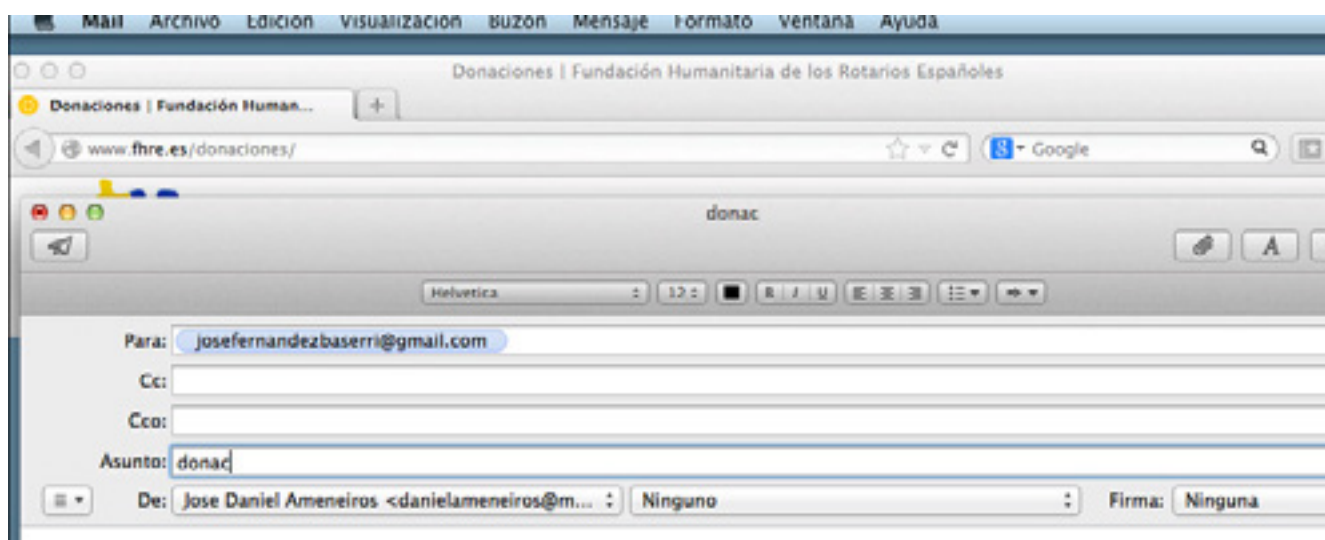 Mail Archivo Edición Visualización Buzón Mensaje Formato Ventana Ayuda
Donaciones | Fundación Humanitaria de los Rotarios Españoles
Donaciones | Fundación Human... +
www.fhre.es/donaciones/ 8 Google
donac
A
Helvetica 12 B I U
Para: josefernandezbaserri@gmail.com
Cc:
Cco:
Asunto: donac
De: Jose Daniel Ameneiros <danielameneiros@m... Ninguno Firma: Ninguna